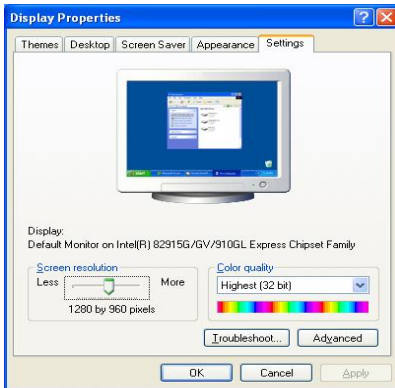 Display Properties
Themes Desktop Screen Saver Appearance Settings
start
Display:
Default Monitor on Intel(R) 82915G/GV/910GL Express Chipset Family
Screen resolution
Less More
1280 by 960 pixels
Color quality
Highest (32 bit)
Troubleshoot... Advanced
OK Cancel Apply